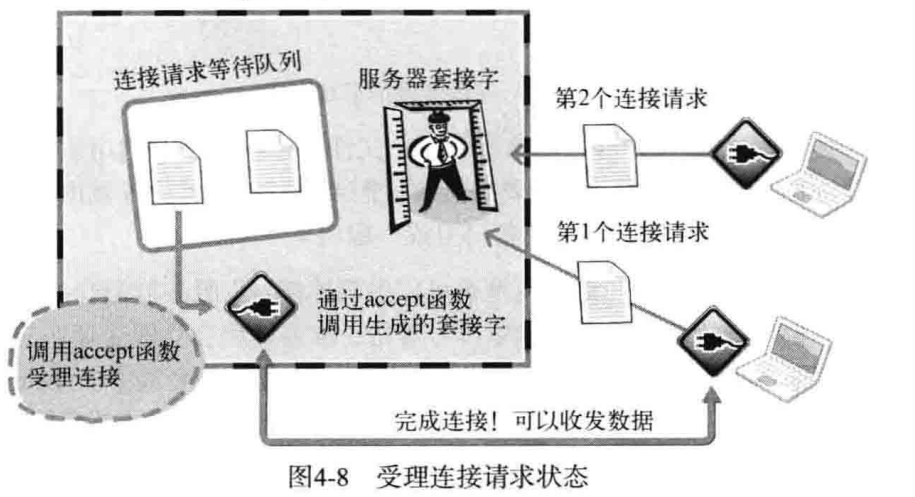 连接请求等待队列
服务器套接字
第2个连接请求
第1个连接请求
通过accept函数
调用生成的套接字
调用accept函数
受理连接
完成连接！可以收发数据
图4-8 受理连接请求状态